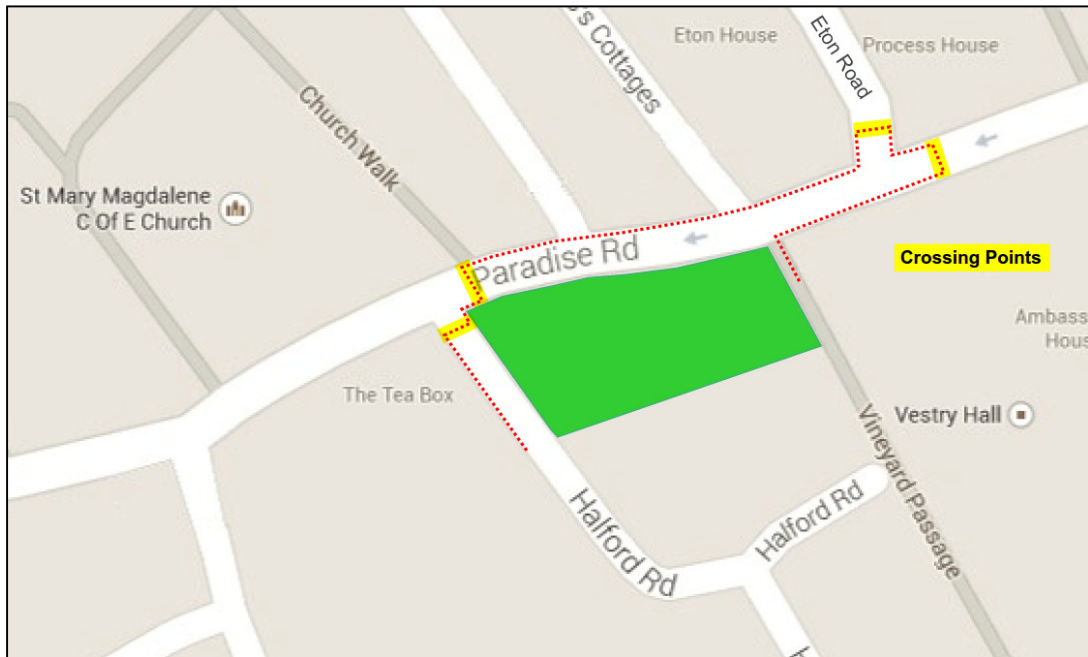 's Cottages
Eton House
Eton Road
Process House
Church Walk
St Mary Magdalene
C Of E Church
Paradise Rd
Crossing Points
Ambass
Hous
The Tea Box
Vestry Hall
Vineyard Passage
Halford Rd
Halford Rd
H